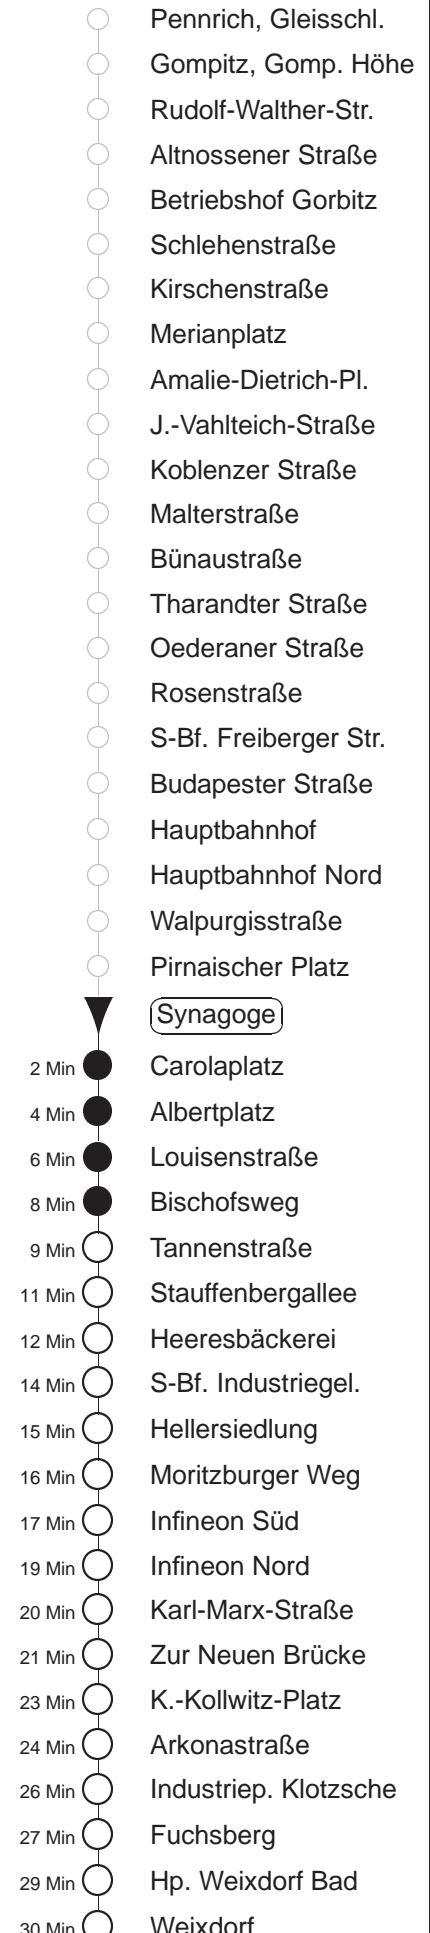 Pennrich, Gleisschl.
Gompitz, Gomp. Höhe
Rudolf-Walther-Str.
Altnossener Straße
Betriebshof Gorbitz
Schlehenstraße
Kirschenstraße
Merianplatz
Amalie-Dietrich-Pl.
J.-Vahlteich-Straße
Koblenzer Straße
Malterstraße
Bünaustraße
Tharandter Straße
Oederaner Straße
Rosenstraße
S-Bf. Freiberger Str.
Budapester Straße
Hauptbahnhof
Hauptbahnhof Nord
Walpurgisstraße
Pirnaischer Platz
Synagoge
2 Min Carolaplatz
4 Min Albertplatz
6 Min Louisenstraße
8 Min Bischofsweg
9 Min Tannenstraße
11 Min Stauffenbergallee
12 Min Heeresbäckerei
14 Min S-Bf. Industriegel.
15 Min Hellersiedlung
16 Min Moritzburger Weg
17 Min Infineon Süd
19 Min Infineon Nord
20 Min Karl-Marx-Straße
21 Min Zur Neuen Brücke
23 Min K.-Kollwitz-Platz
24 Min Arkonastraße
26 Min Industriep. Klotzsche
27 Min Fuchsberg
29 Min Hp. Weixdorf Bad
30 Min Weixdorf